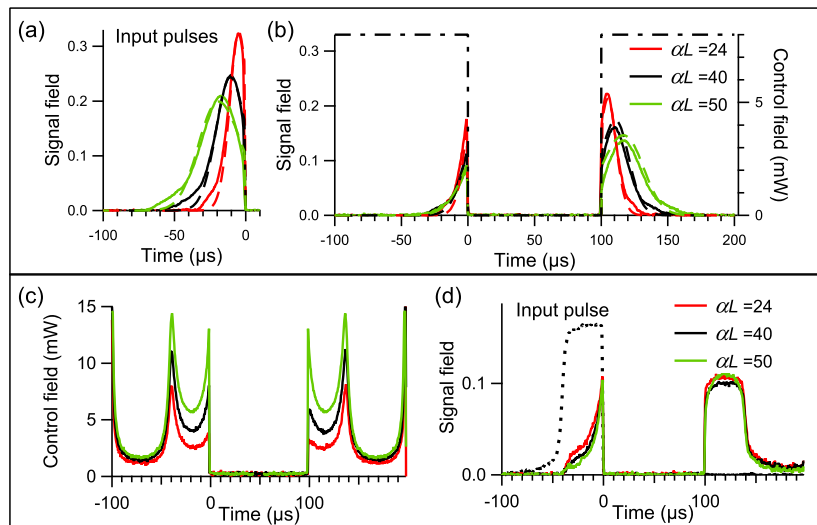 (a)
Input pulses
Signal field
0.3
0.2
0.1
0.0
-100
-50
0
Time (µs)
(b)
Signal field
0.3
0.2
0.1
0.0
-100
-50
0
50
100
150
200
Time (µs)
αL =24
αL =40
αL =50
5
0
Control field (mW)
(c)
Control field (mW)
15
10
5
0
-100
0
100
Time (µs)
(d)
Input pulse
Signal field
0.1
0.0
-100
0
100
Time (µs)
αL =24
αL =40
αL =50